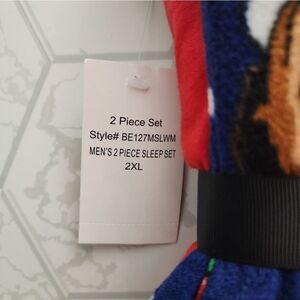 2 Piece Set
Style# BE127MSLWM
MEN'S 2 PIECE SLEEP SET
2XL